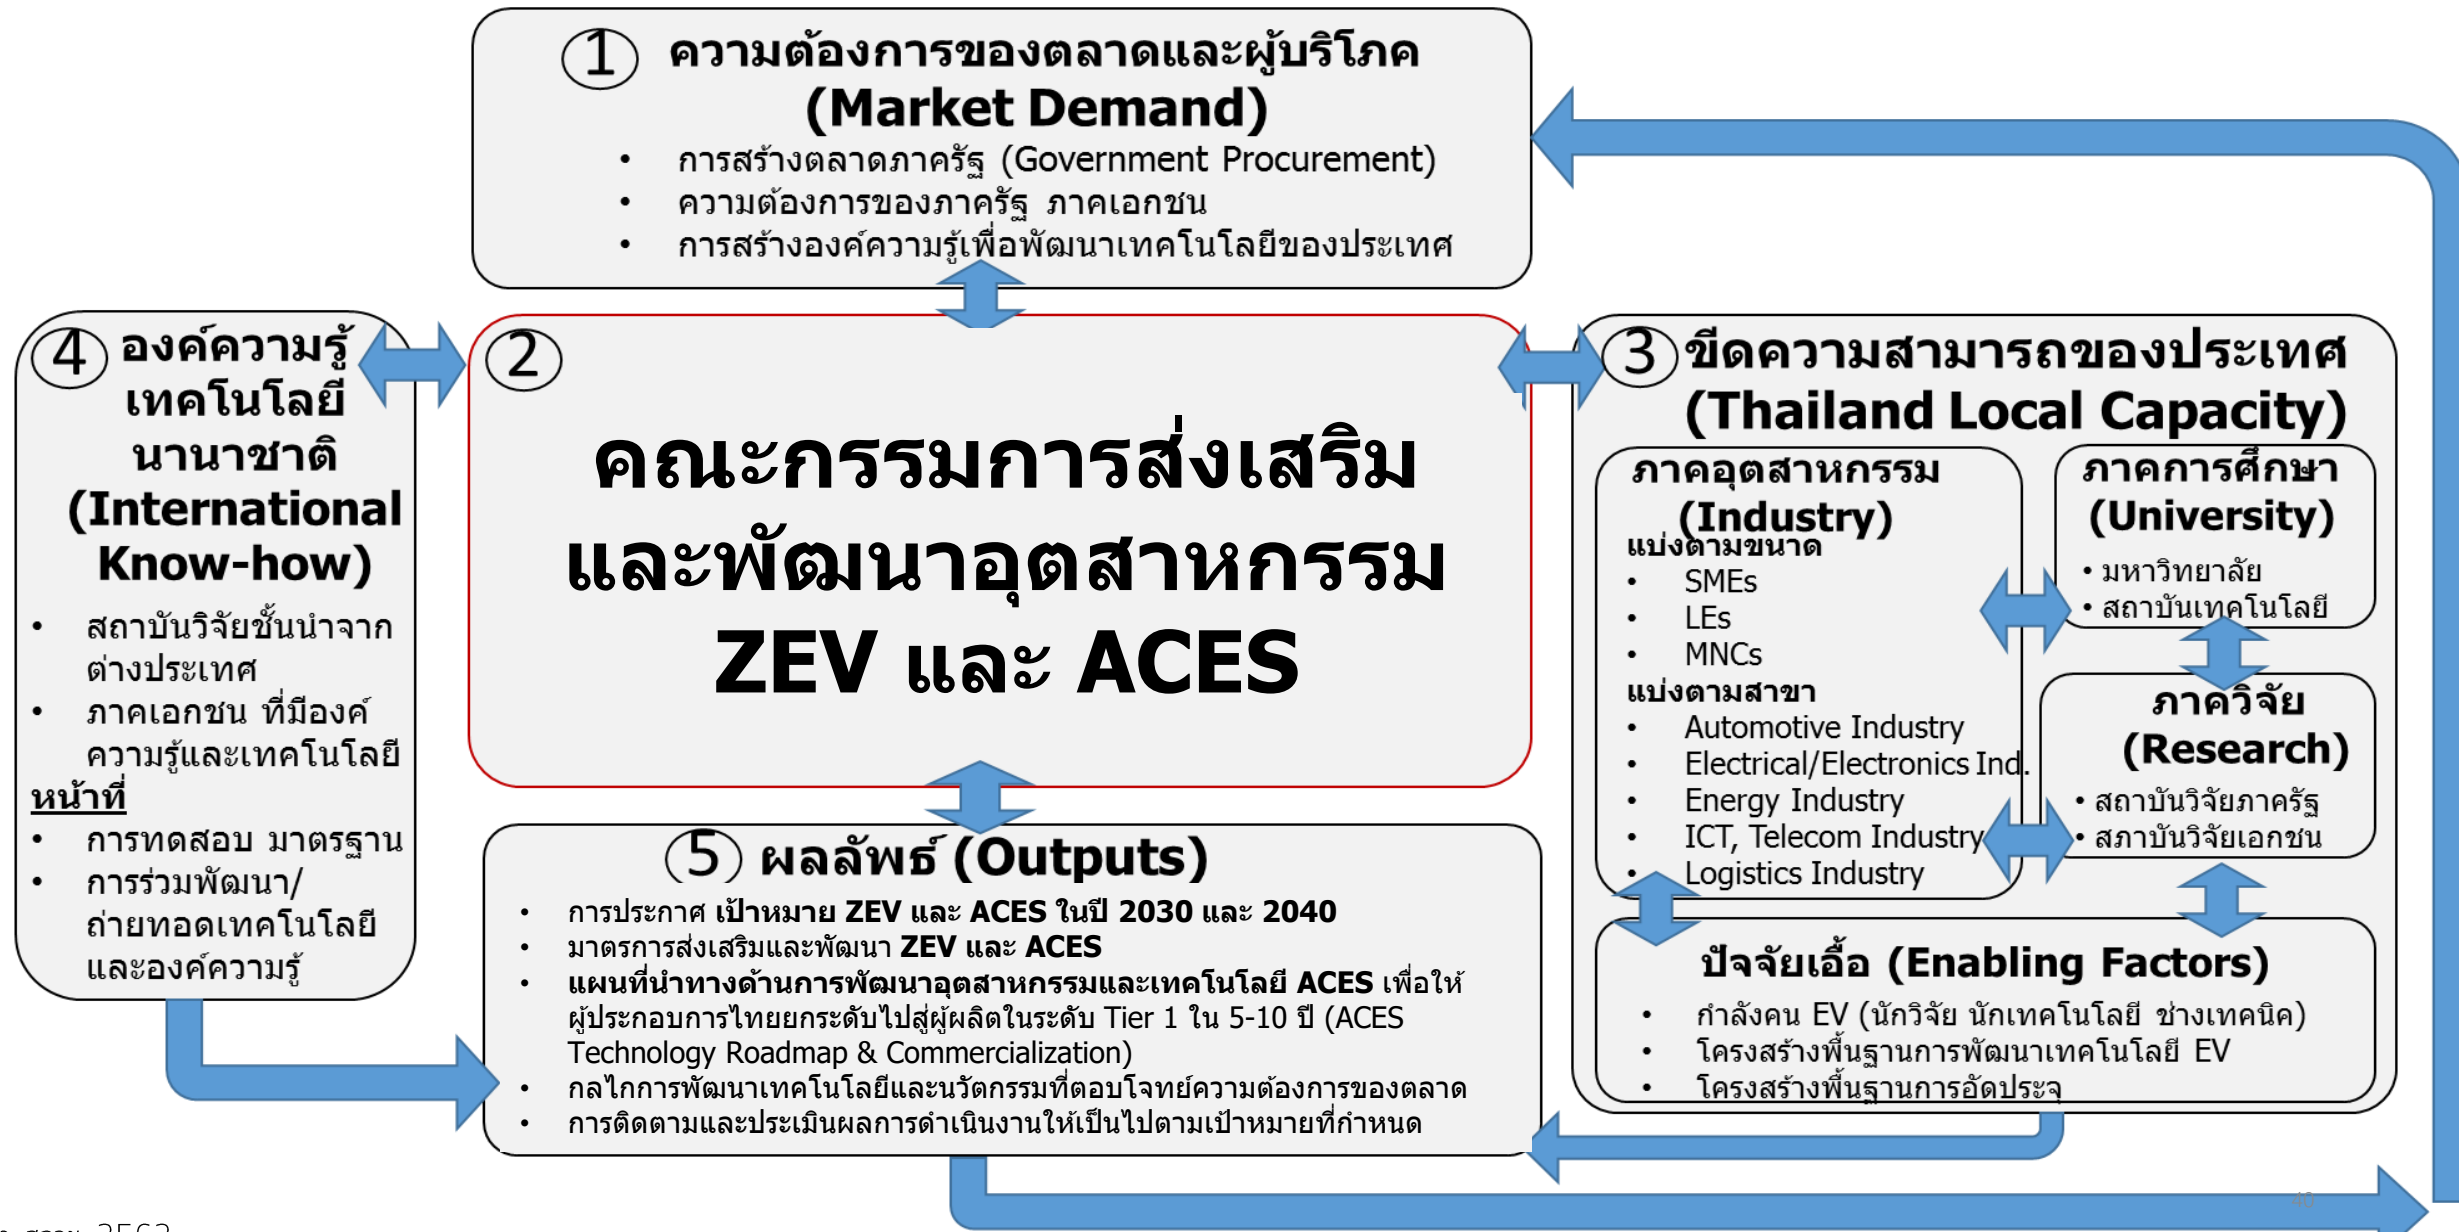 1 ความต้องการของตลาดและผู้บริโภค
(Market Demand)
• การสร้างตลาดภาครัฐ (Government Procurement)
• ความต้องการของภาครัฐ ภาคเอกชน
• การสร้างองค์ความรู้เพื่อพัฒนาเทคโนโลยีของประเทศ
4 องค์ความรู้
เทคโนโลยี
นานาชาติ
(International
Know-how)
• สถาบันวิจัยชั้นนำจาก
ต่างประเทศ
• ภาคเอกชน ที่มีองค์
ความรู้และเทคโนโลยี
หน้าที่
• การทดสอบ มาตรฐาน
• การร่วมพัฒนา/
ถ่ายทอดเทคโนโลยี
และองค์ความรู้
2
คณะกรรมการส่งเสริม
และพัฒนาอุตสาหกรรม
ZEV และ ACES
3 ขีดความสามารถของประเทศ
(Thailand Local Capacity)
ภาคอุตสาหกรรม
(Industry)
แบ่งตามขนาด
• SMEs
• LEs
• MNCs
แบ่งตามสาขา
• Automotive Industry
• Electrical/Electronics Ind.
• Energy Industry
• ICT, Telecom Industry
• Logistics Industry
ภาคการศึกษา
(University)
• มหาวิทยาลัย
• สถาบันเทคโนโลยี
ภาควิจัย
(Research)
• สถาบันวิจัยภาครัฐ
• สภาบันวิจัยเอกชน
ปัจจัยเอื้อ (Enabling Factors)
• กำลังคน EV (นักวิจัย นักเทคโนโลยี ช่างเทคนิค)
• โครงสร้างพื้นฐานการพัฒนาเทคโนโลยี EV
• โครงสร้างพื้นฐานการอัดประจุ
5 ผลลัพธ์ (Outputs)
• การประกาศ เป้าหมาย ZEV และ ACES ในปี 2030 และ 2040
• มาตรการส่งเสริมและพัฒนา ZEV และ ACES
• แผนที่นำทางด้านการพัฒนาอุตสาหกรรมและเทคโนโลยี ACES เพื่อให้
ผู้ประกอบการไทยยกระดับไปสู่ผู้ผลิตในระดับ Tier 1 ใน 5-10 ปี (ACES
Technology Roadmap & Commercialization)
• กลไกการพัฒนาเทคโนโลยีและนวัตกรรมที่ตอบโจทย์ความต้องการของตลาด
• การติดตามและประเมินผลการดำเนินงานให้เป็นไปตามเป้าหมายที่กำหนด
40